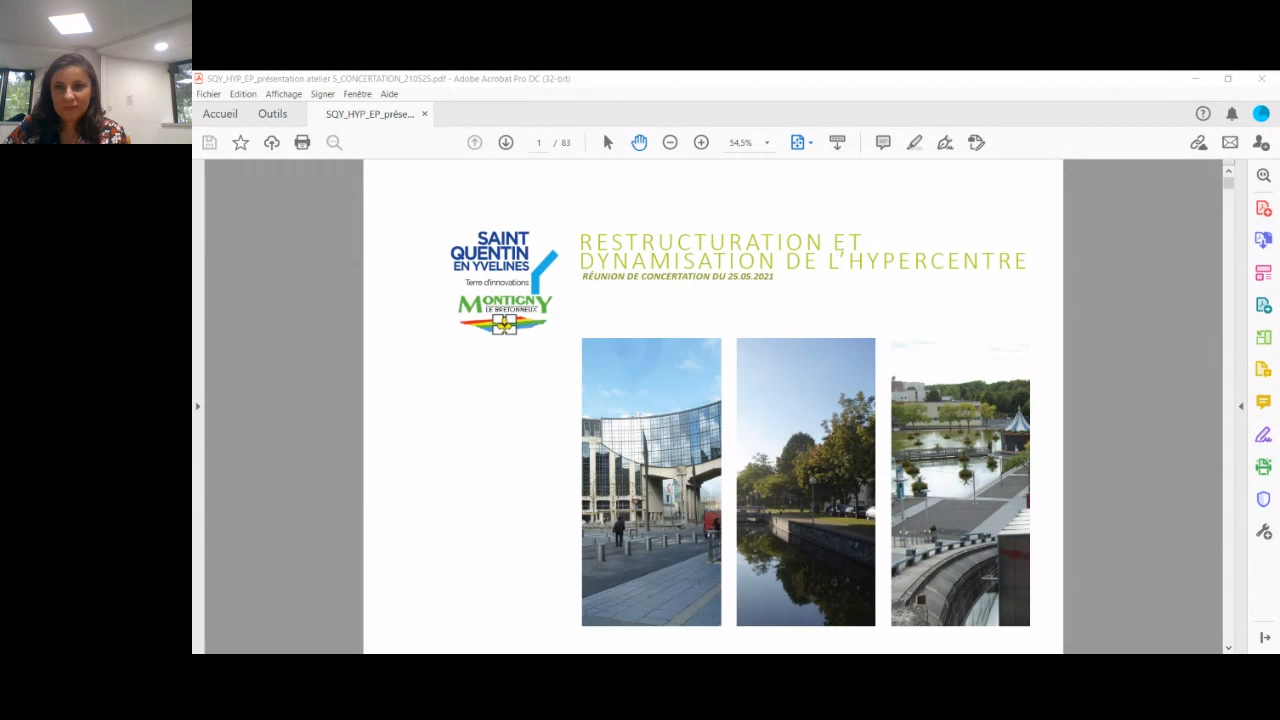 SQY_HYP_EP_présentation atelier 5_CONCERTATION_210525.pdf - Adobe Acrobat Pro DC (32-bit)
Fichier Edition Affichage Signer Fenêtre Aide
Accueil Outils SQY_HYP_EP_prése... ×
1 / 83 54,5%
SAINT
QUENTIN
EN YVELINES
Terre d'innovations
MONTIGNY
LE BRETONNEUX
RESTRUCTURATION ET
DYNAMISATION DE L'HYPERCENTRE
RÉUNION DE CONCERTATION DU 25.05.2021